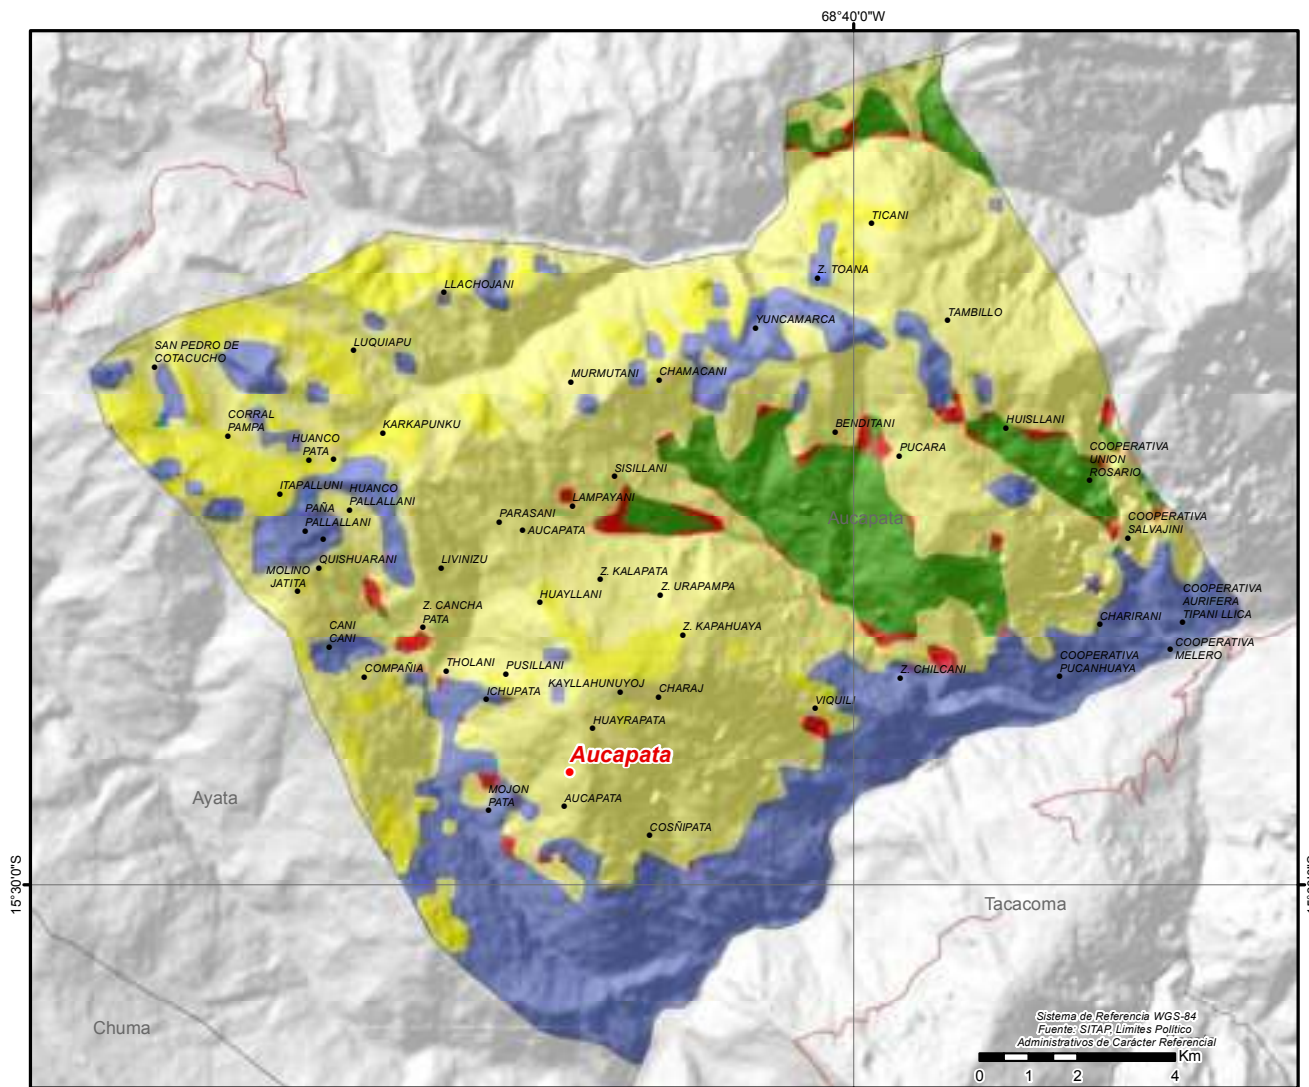 68°40'0"W
TICANI
Z. TOANA
LLACHOJANI
TAMBILLO
YUNCAMARCA
SAN PEDRO DE
COTACUCHO
LUQUIAPU
MURMUTANI
CHAMACANI
CORRAL
PAMPA
KARKAPUNKU
BENDITANI
HUISLLANI
HUANCO
PATA
PUCARA
COOPERATIVA
UNION
ROSARIO
SISILLANI
ITAPALLUNI
HUANCO
PALLALLANI
LAMPAYANI
PAÑA
PALLALLANI
PARASANI
AUCAPATA
Aucapata
COOPERATIVA
SALVAJINI
QUISHUARANI
LIVINIZU
MOLINO
JATITA
Z. KALAPATA
Z. URAPAMPA
HUAYLLANI
COOPERATIVA
AURIFERA
TIPANI LLICA
Z. CANCHA
PATA
CHARIRANI
Z. KAPAHUAYA
CANI
CANI
COOPERATIVA
MELERO
COMPAÑIA
THOLANI
PUSILLANI
COOPERATIVA
PUCANHUAYA
Z. CHILCANI
KAYLLAHUNUYOJ
ICHUPATA
CHARAJ
VIQUILI
HUAYRAPATA
Aucapata
MOJON
PATA
Ayata
AUCAPATA
COSÑIPATA
15°30'0"S
Tacacoma
Chuma
Sistema de Referencia WGS-84
Fuente: SITAP, Limites Político
Administrativos de Carácter Referencial
Km
0 1 2 4